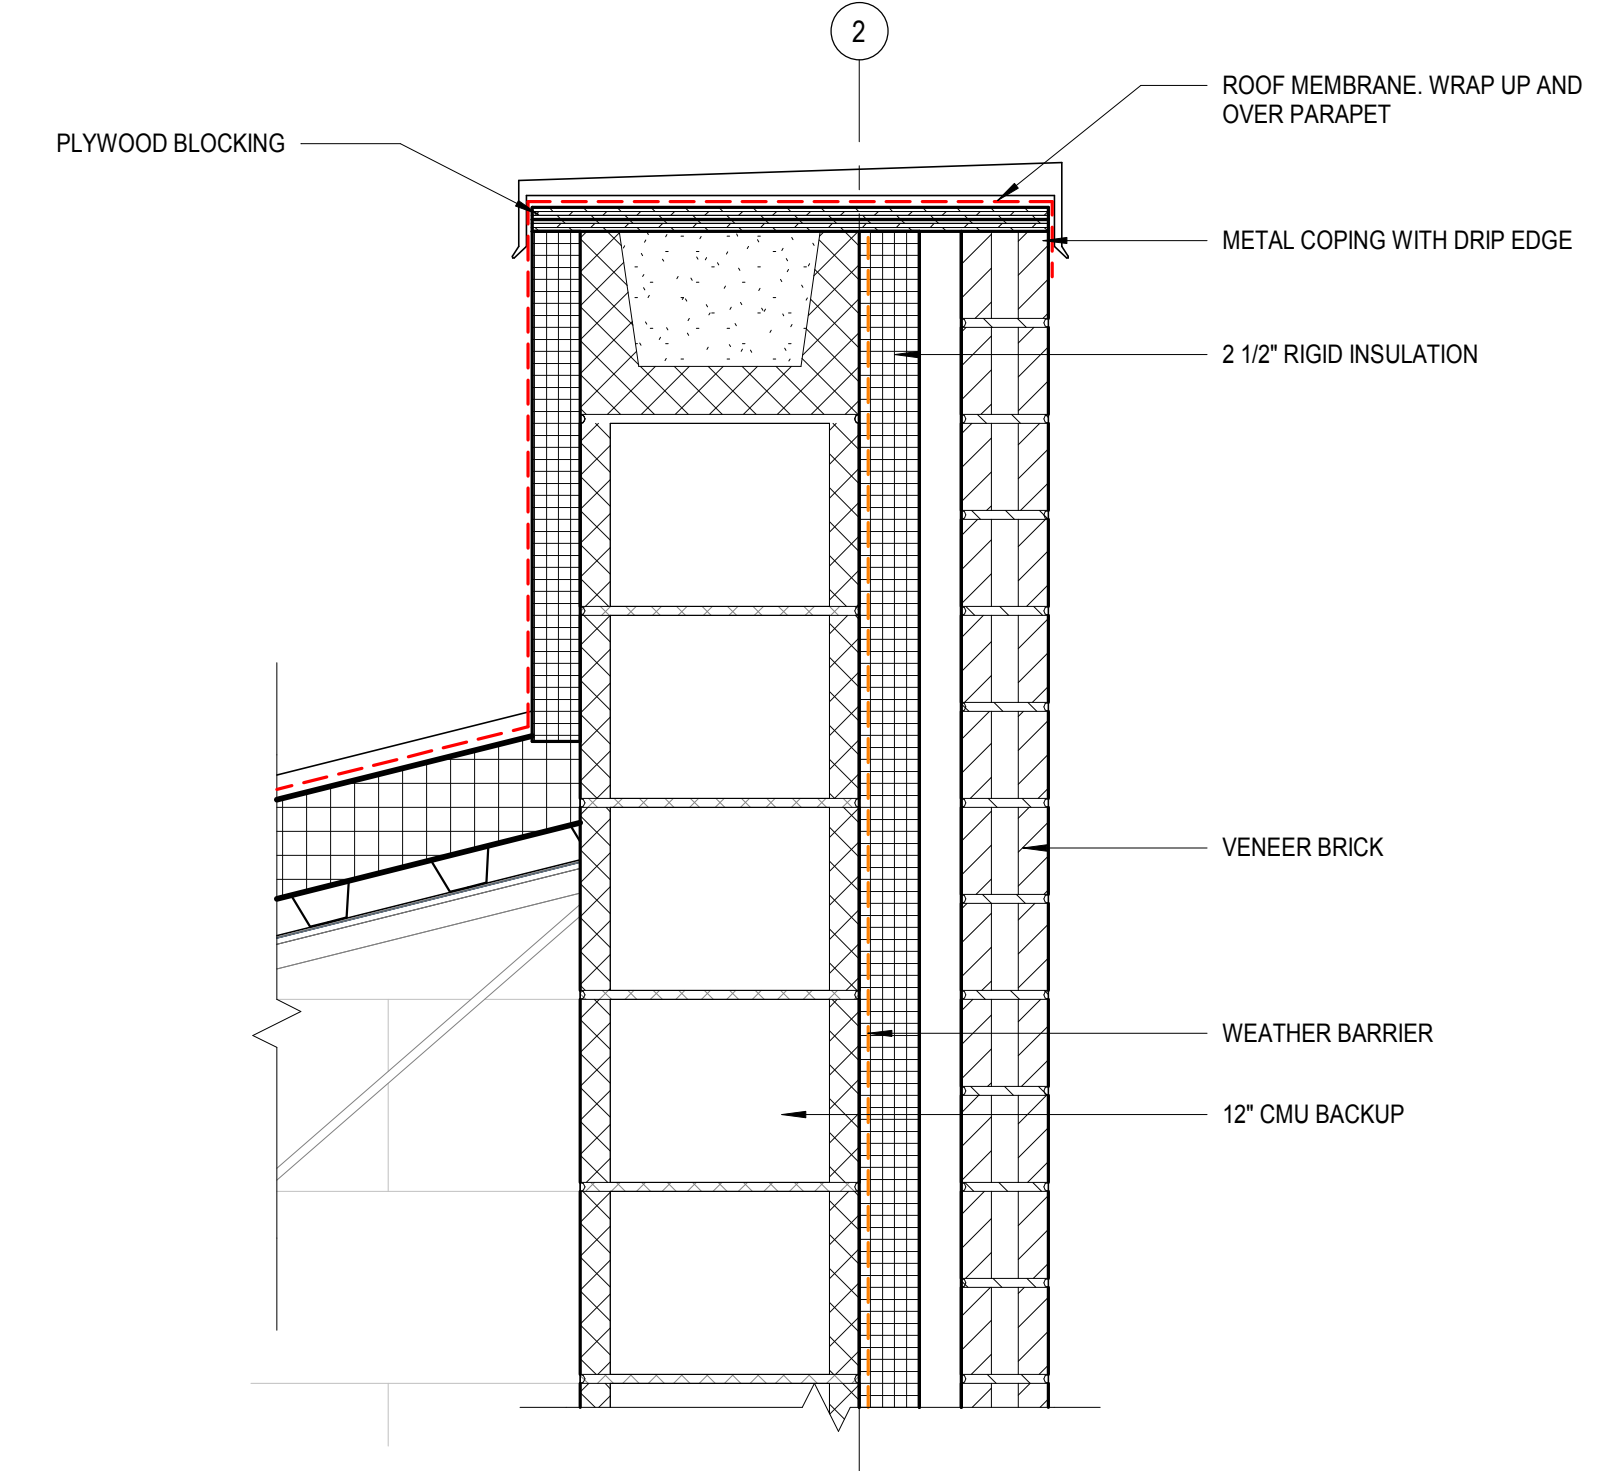 2
ROOF MEMBRANE. WRAP UP AND
OVER PARAPET
PLYWOOD BLOCKING
METAL COPING WITH DRIP EDGE
2 1/2" RIGID INSULATION
VENEER BRICK
WEATHER BARRIER
12" CMU BACKUP